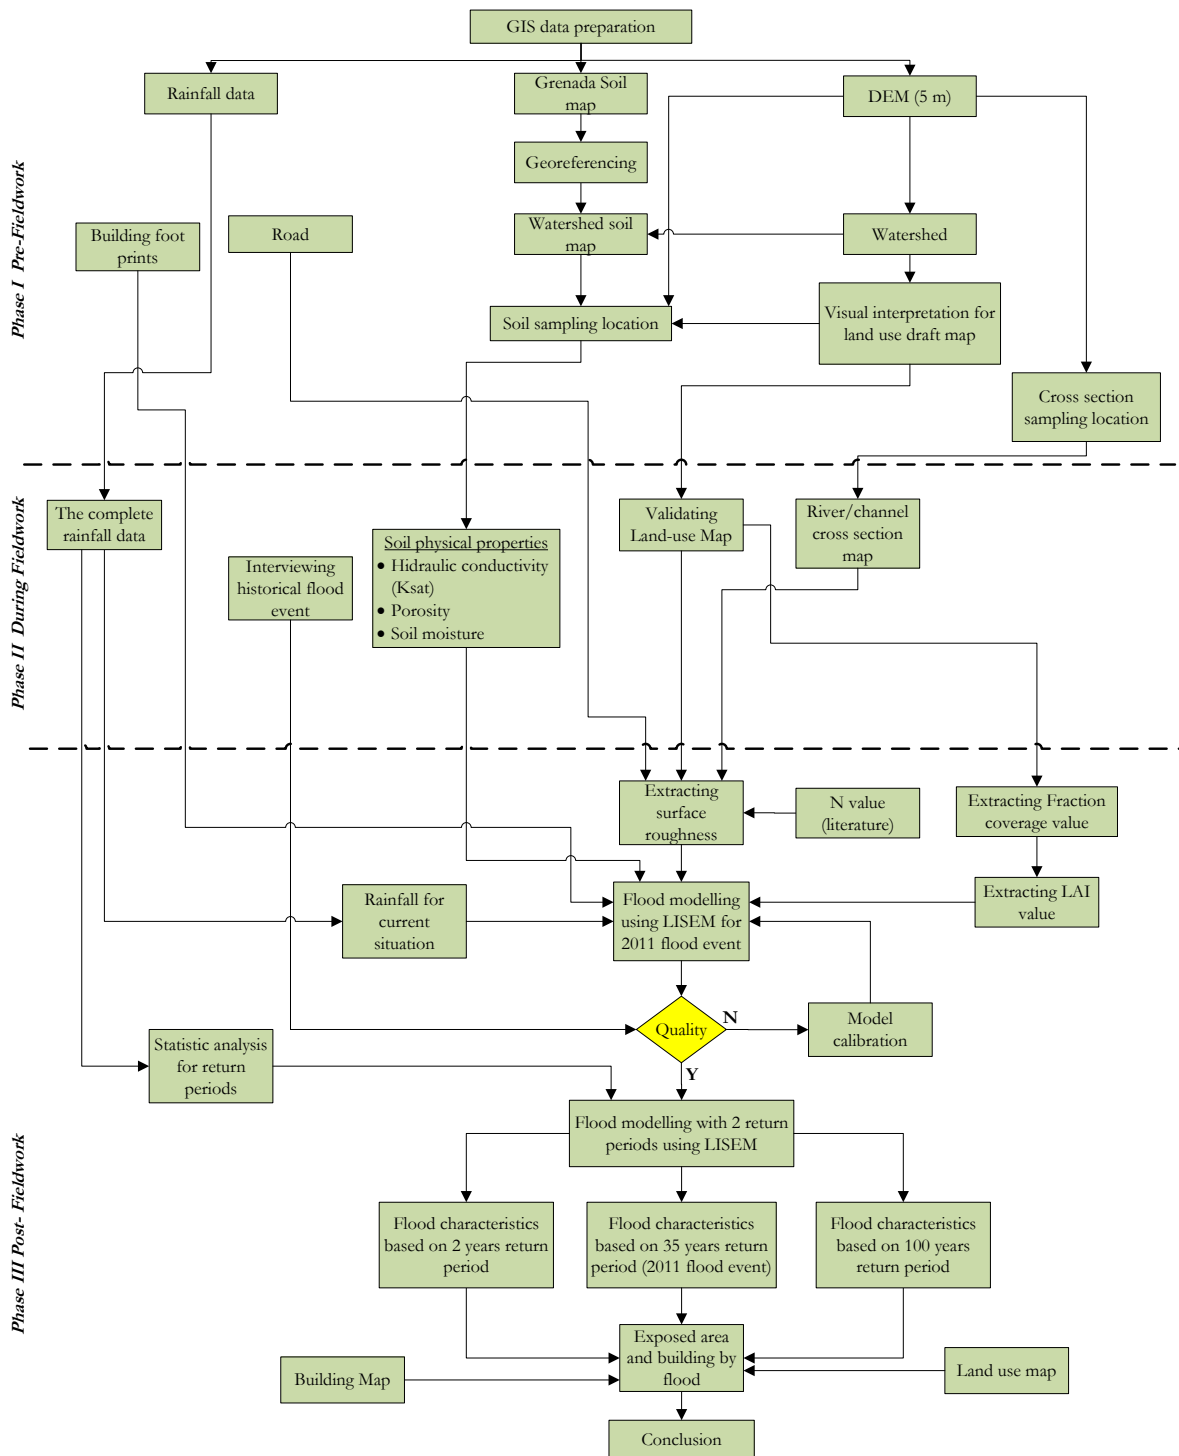 GIS data preparation
Rainfall data
Grenada Soil
map
DEM (5 m)
Georeferencing
Phase I  Pre-Fieldwork
Building foot
prints
Road
Watershed soil
map
Watershed
Soil sampling location
Visual interpretation for
land use draft map
Cross section
sampling location
Phase II  During Fieldwork
The complete
rainfall data
Interviewing
historical flood
event
Soil physical properties
• Hidraulic conductivity
(Ksat)
• Porosity
• Soil moisture
Validating
Land-use Map
River/channel
cross section
map
Extracting
surface
roughness
N value
(literature)
Extracting Fraction
coverage value
Rainfall for
current
situation
Flood modelling
using LISEM for
2011 flood event
Extracting LAI
value
Quality
N
Model
calibration
Y
Statistic analysis
for return
periods
Phase III Post- Fieldwork
Flood modelling with 2 return
periods using LISEM
Flood characteristics
based on 2 years return
period
Flood characteristics
based on 35 years return
period (2011 flood event)
Flood characteristics
based on 100 years
return period
Exposed area
and building by
flood
Building Map
Land use map
Conclusion